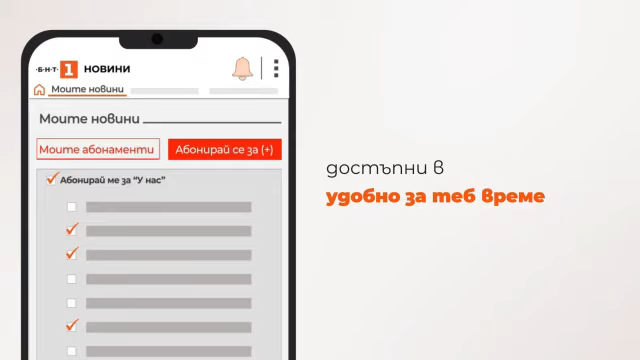 ·Б·Н·Т· 1 НОВИНИ
Моите новини
Моите новини
Моите абонаменти
Абонирай се за (+)
Абонирай ме за “У нас”
достъпни в
удобно за теб време